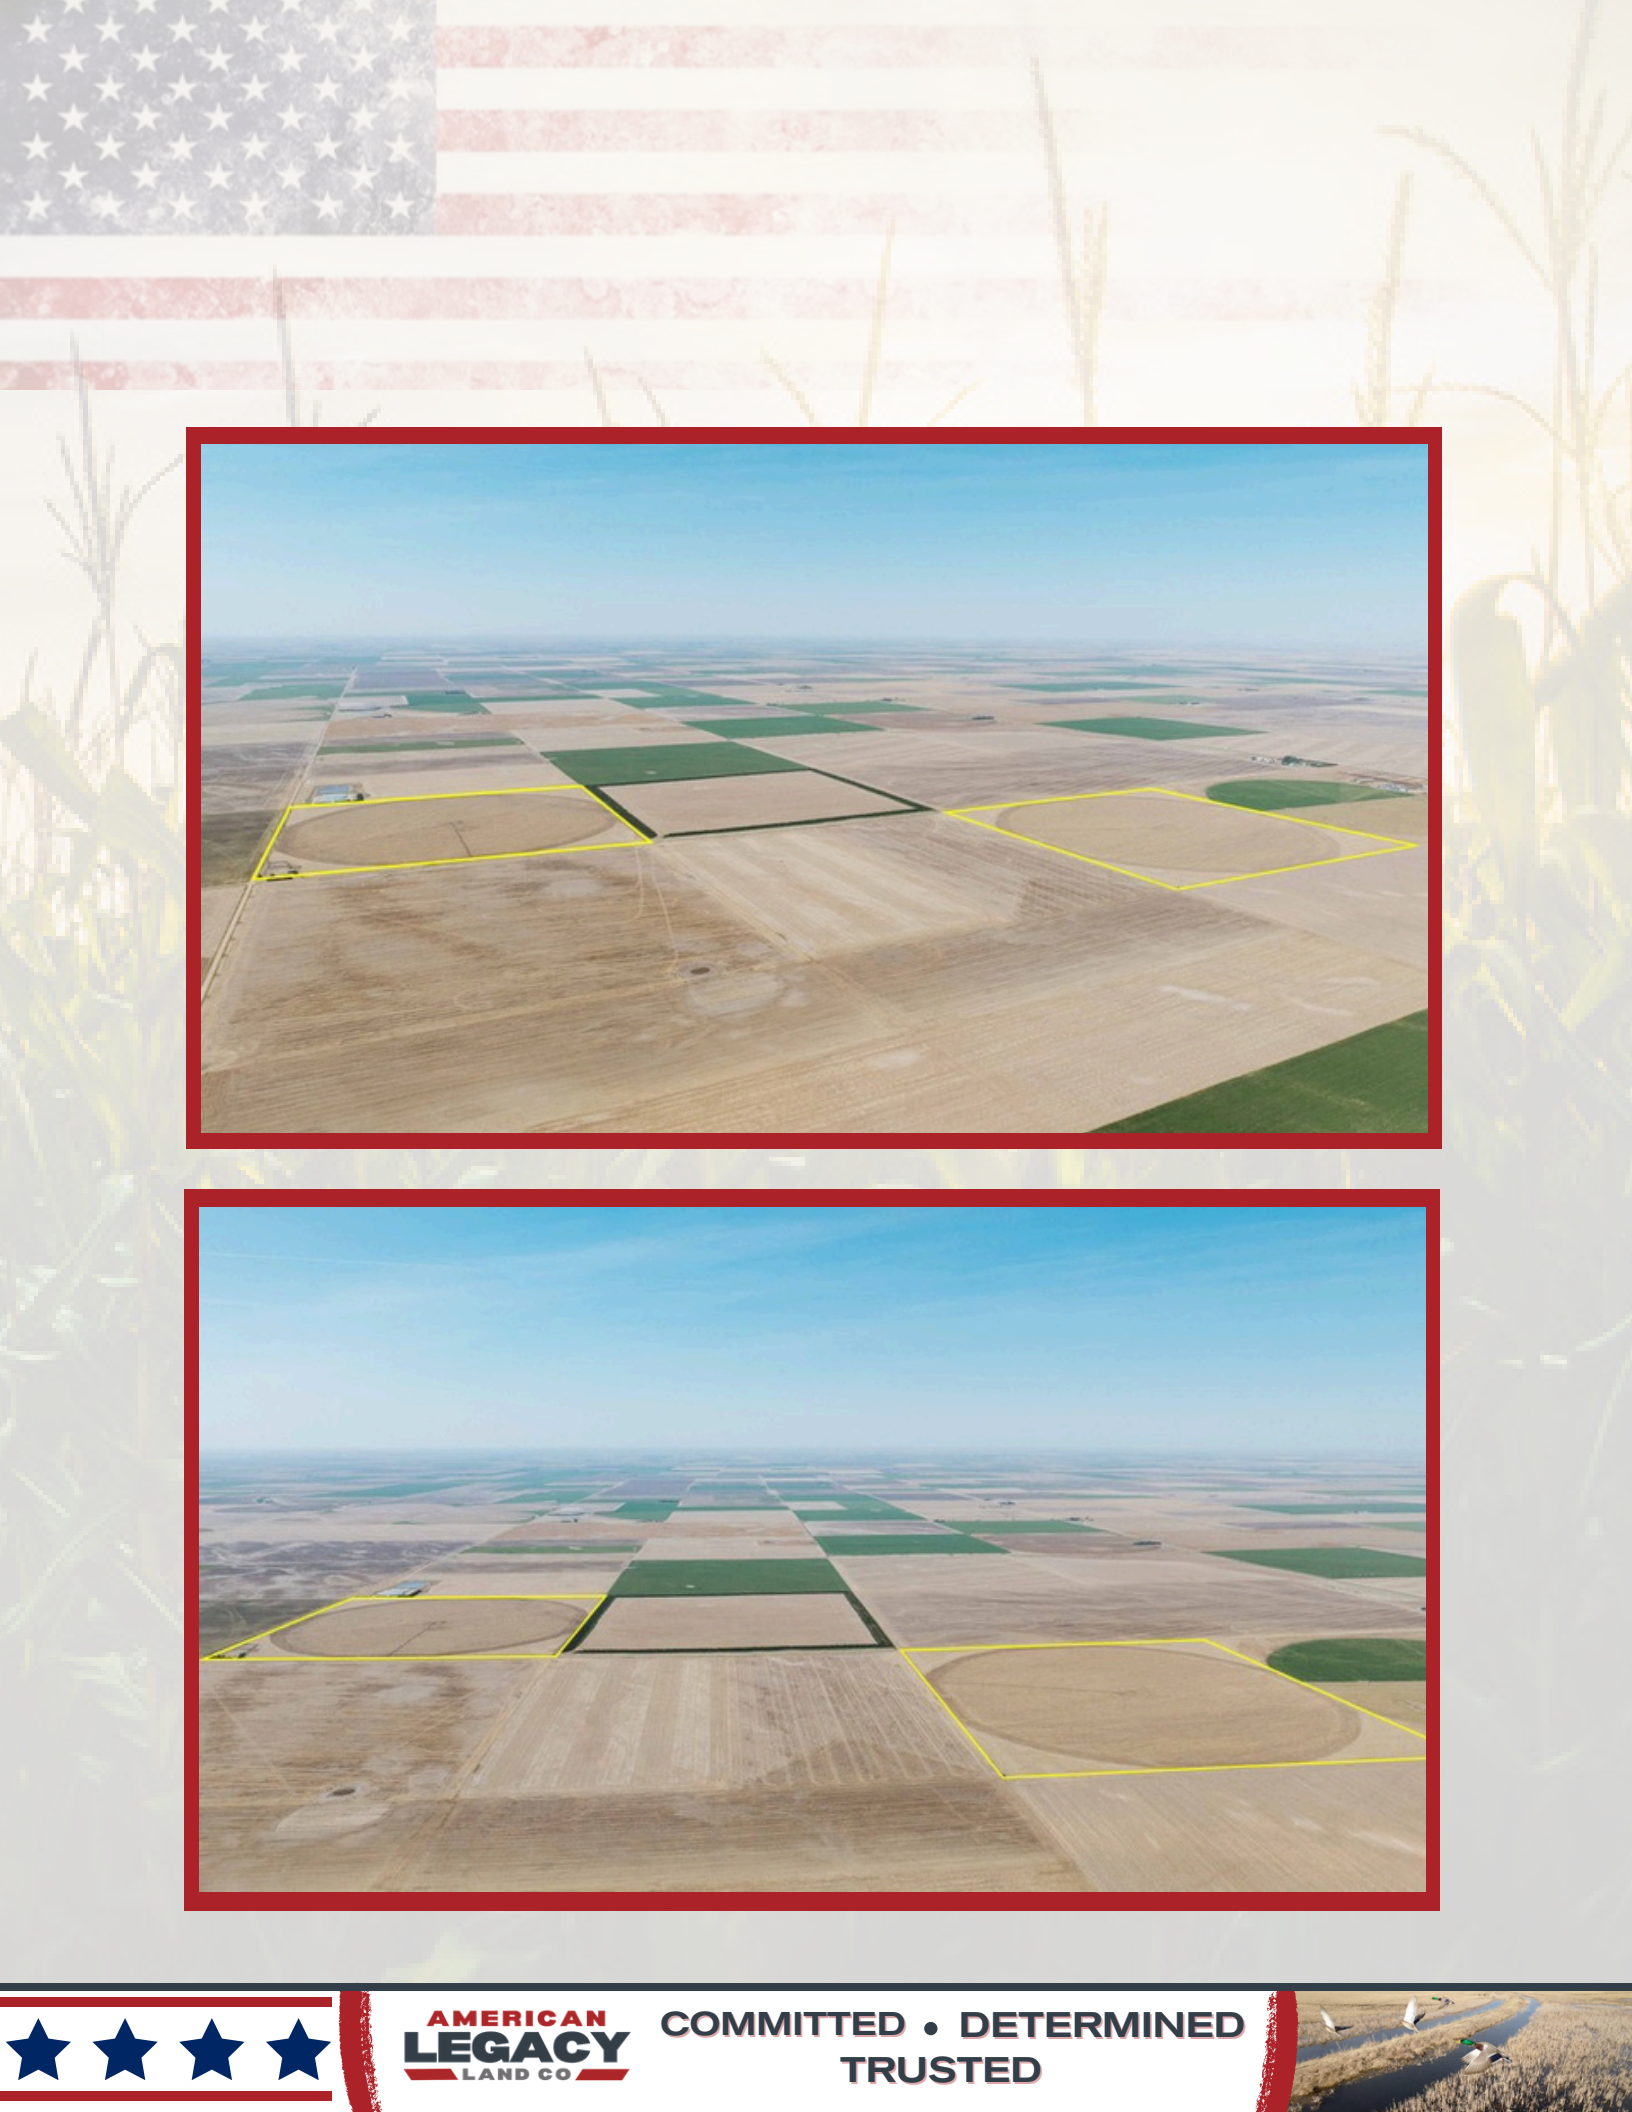 AMERICAN
LEGACY
LAND CO
COMMITTED • DETERMINED
TRUSTED